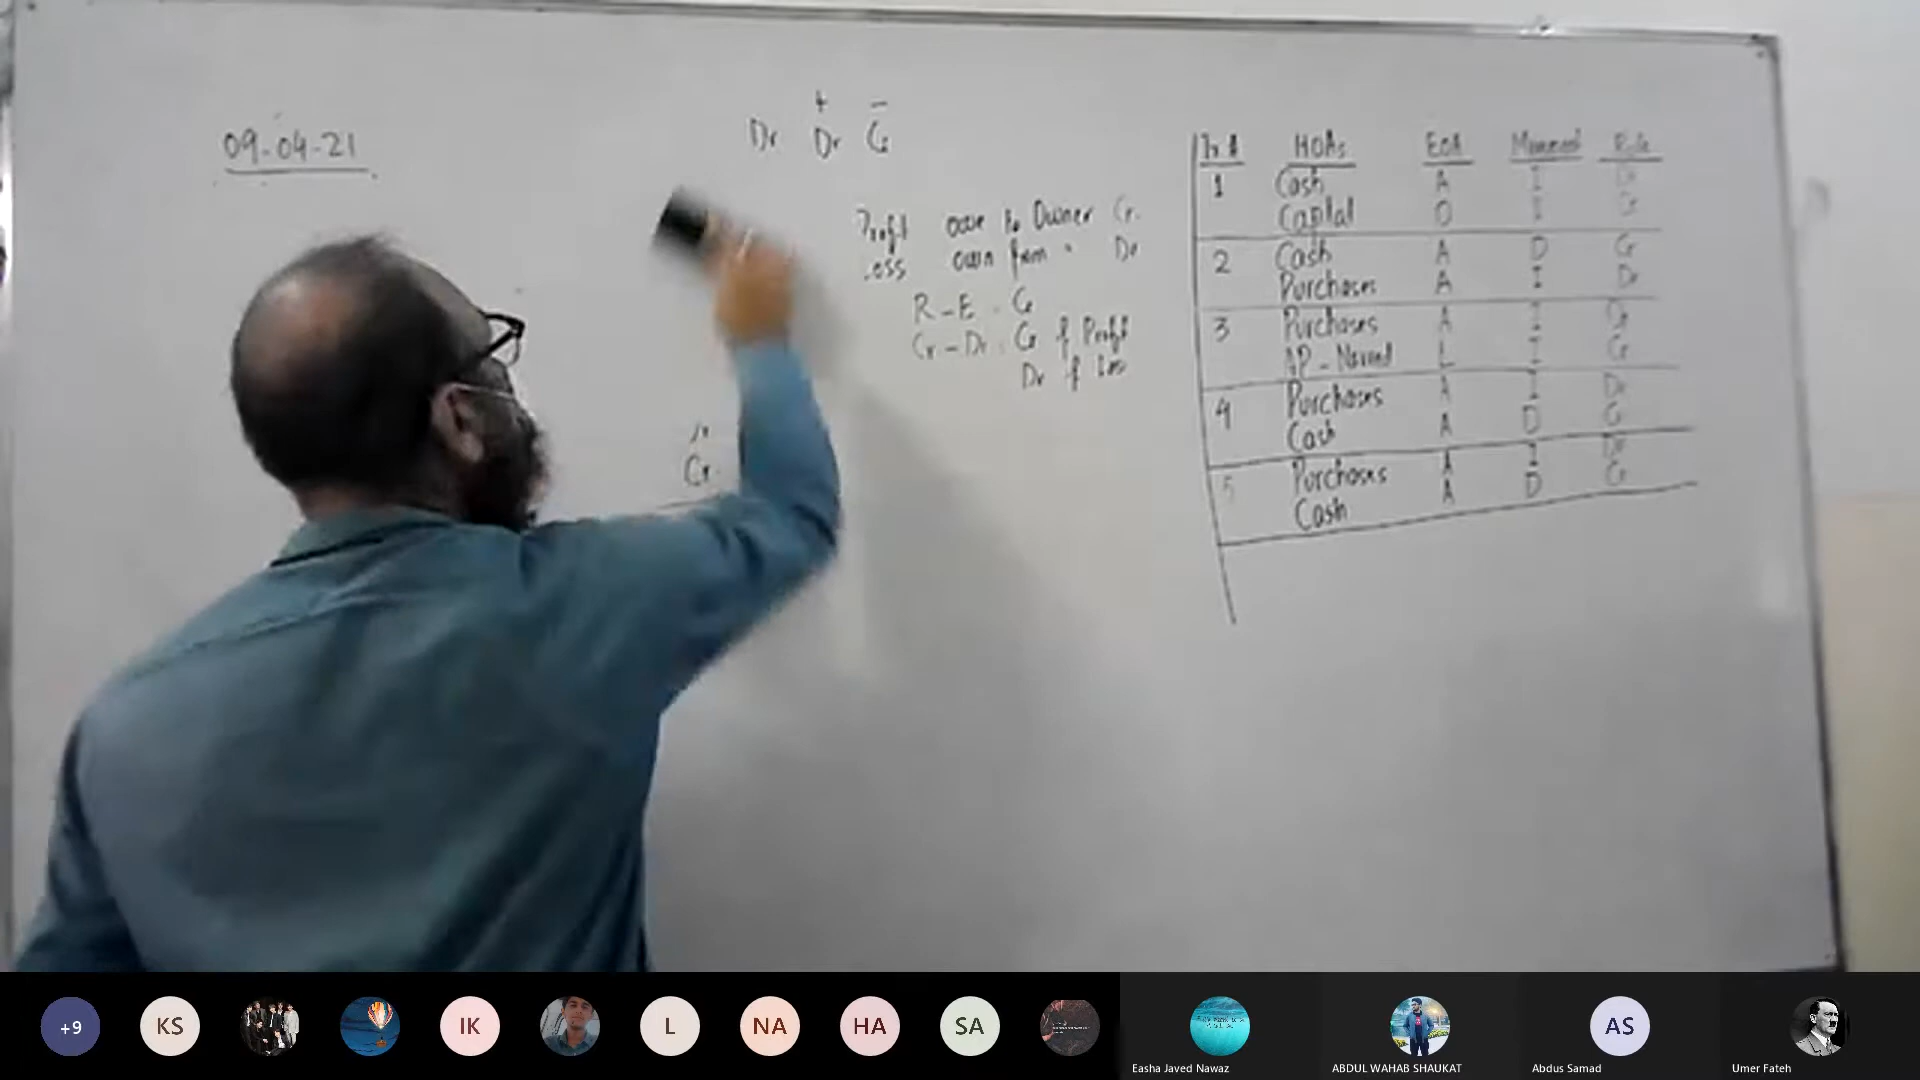 09-04-21
+ -
Dr Dr Cr
Profit owe to Owner Cr.
Loss own from " Dr
R - E . Cr
Cr - Dr . Cr if Profit
Dr if Loss
Cr.
Tr # HOAs EOA Movement Rule
1 Cash A I Dr
Capital O I Cr
2 Cash A D Cr
Purchases A I Dr
3 Purchases A I Dr
AP - L I Cr
4 Purchases A I Dr
Cash A D Cr
5 Purchases A I Dr
Cash A D Cr
+9
KS
IK
L
NA
HA
SA
AS
Easha Javed Nawaz
ABDUL WAHAB SHAUKAT
Abdus Samad
Umer Fateh